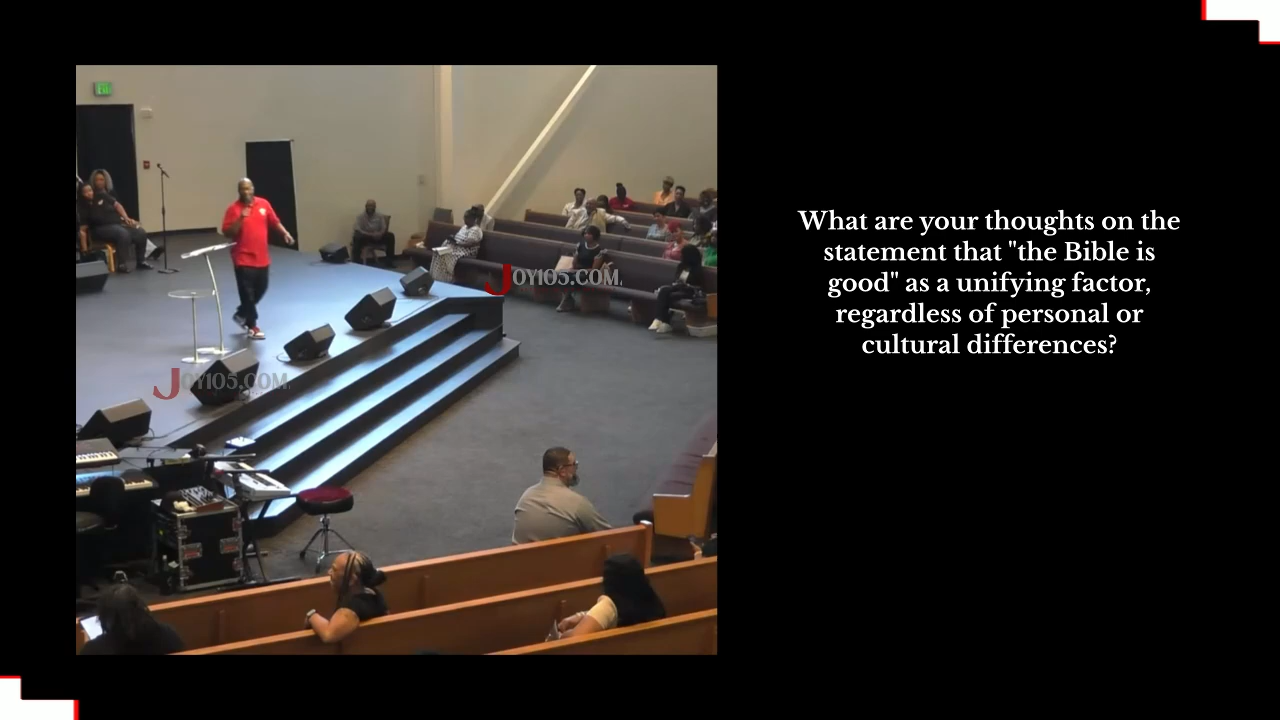 JOY105.COM
JOY105.COM
What are your thoughts on the
statement that "the Bible is
good" as a unifying factor,
regardless of personal or
cultural differences?